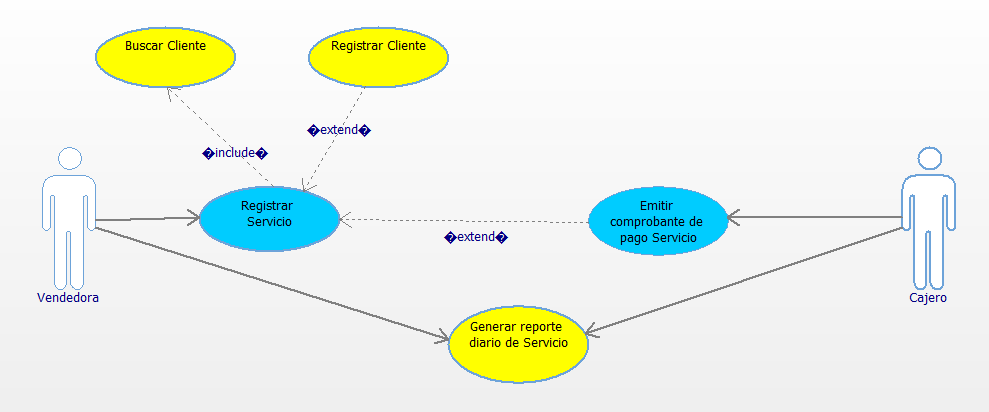 Buscar Cliente
Registrar Cliente
�extend�
�include�
Registrar
Servicio
Emitir
comprobante de
pago Servicio
�extend�
Vendedora
Cajero
Generar reporte
diario de Servicio